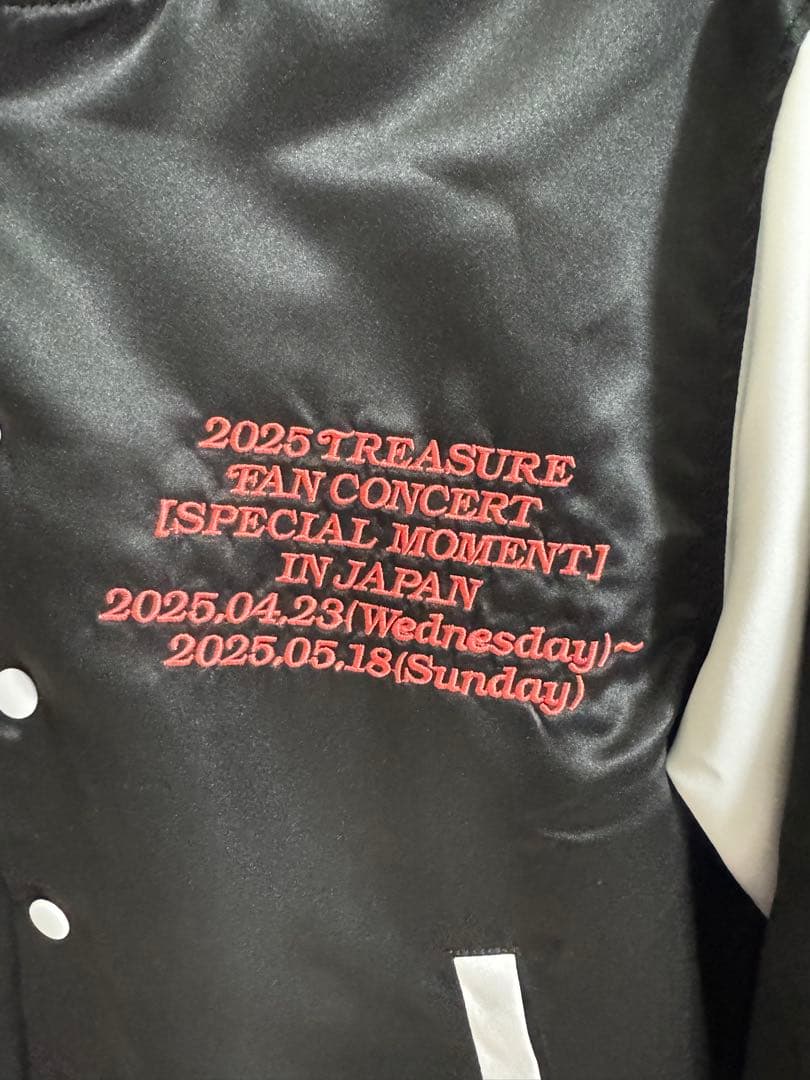 2025 TREASURE
FAN CONCERT
[SPECIAL MOMENT]
IN JAPAN
2025.04.23(Wednesday)~
2025.05.18(Sunday)